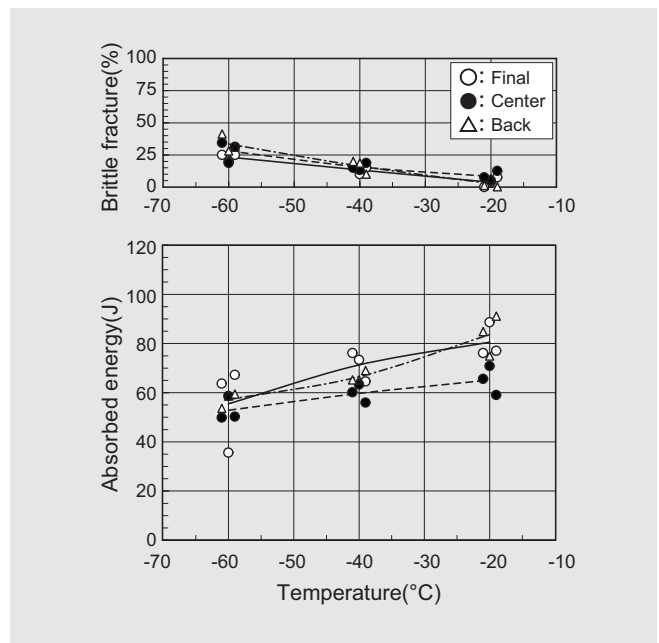 Brittle fracture(%)
100
75
50
25
0
○: Final
●: Center
△: Back
-70 -60 -50 -40 -30 -20 -10
Absorbed energy(J)
120
100
80
60
40
20
0
-70 -60 -50 -40 -30 -20 -10
Temperature(°C)